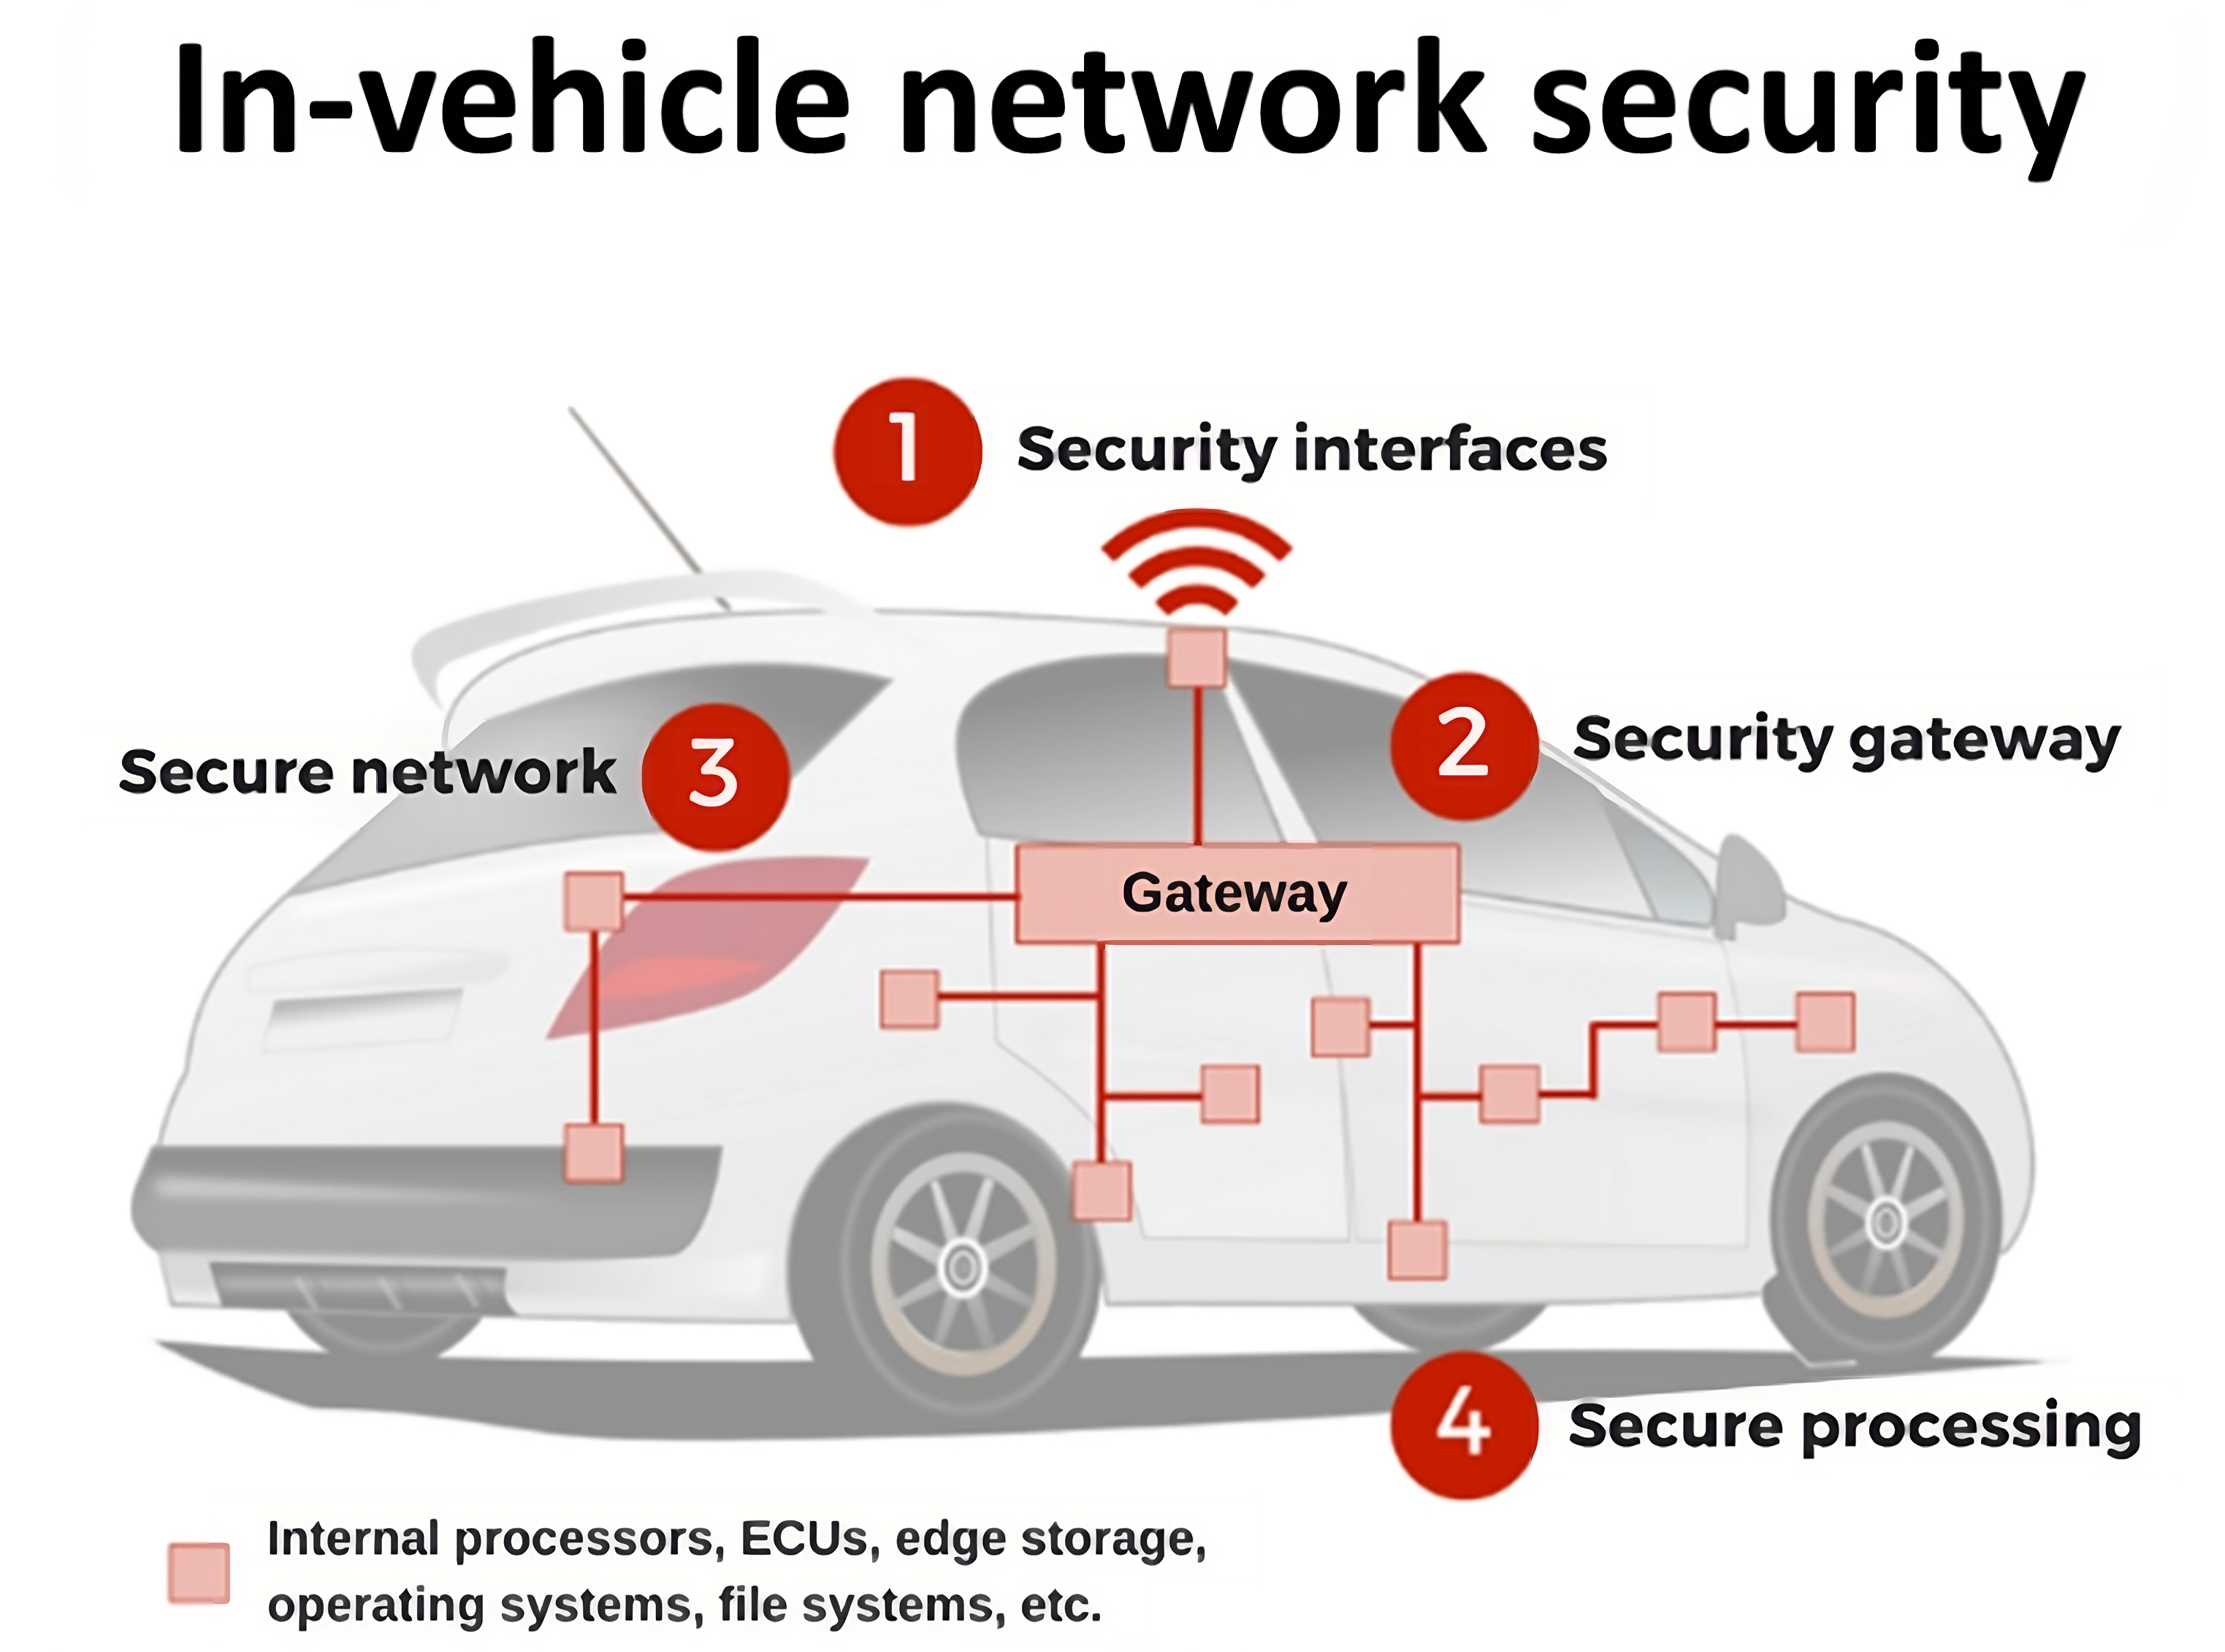 In-vehicle network security
1 Security interfaces
2 Security gateway
Secure network 3
Gateway
4 Secure processing
Internal processors, ECUs, edge storage,
operating systems, file systems, etc.